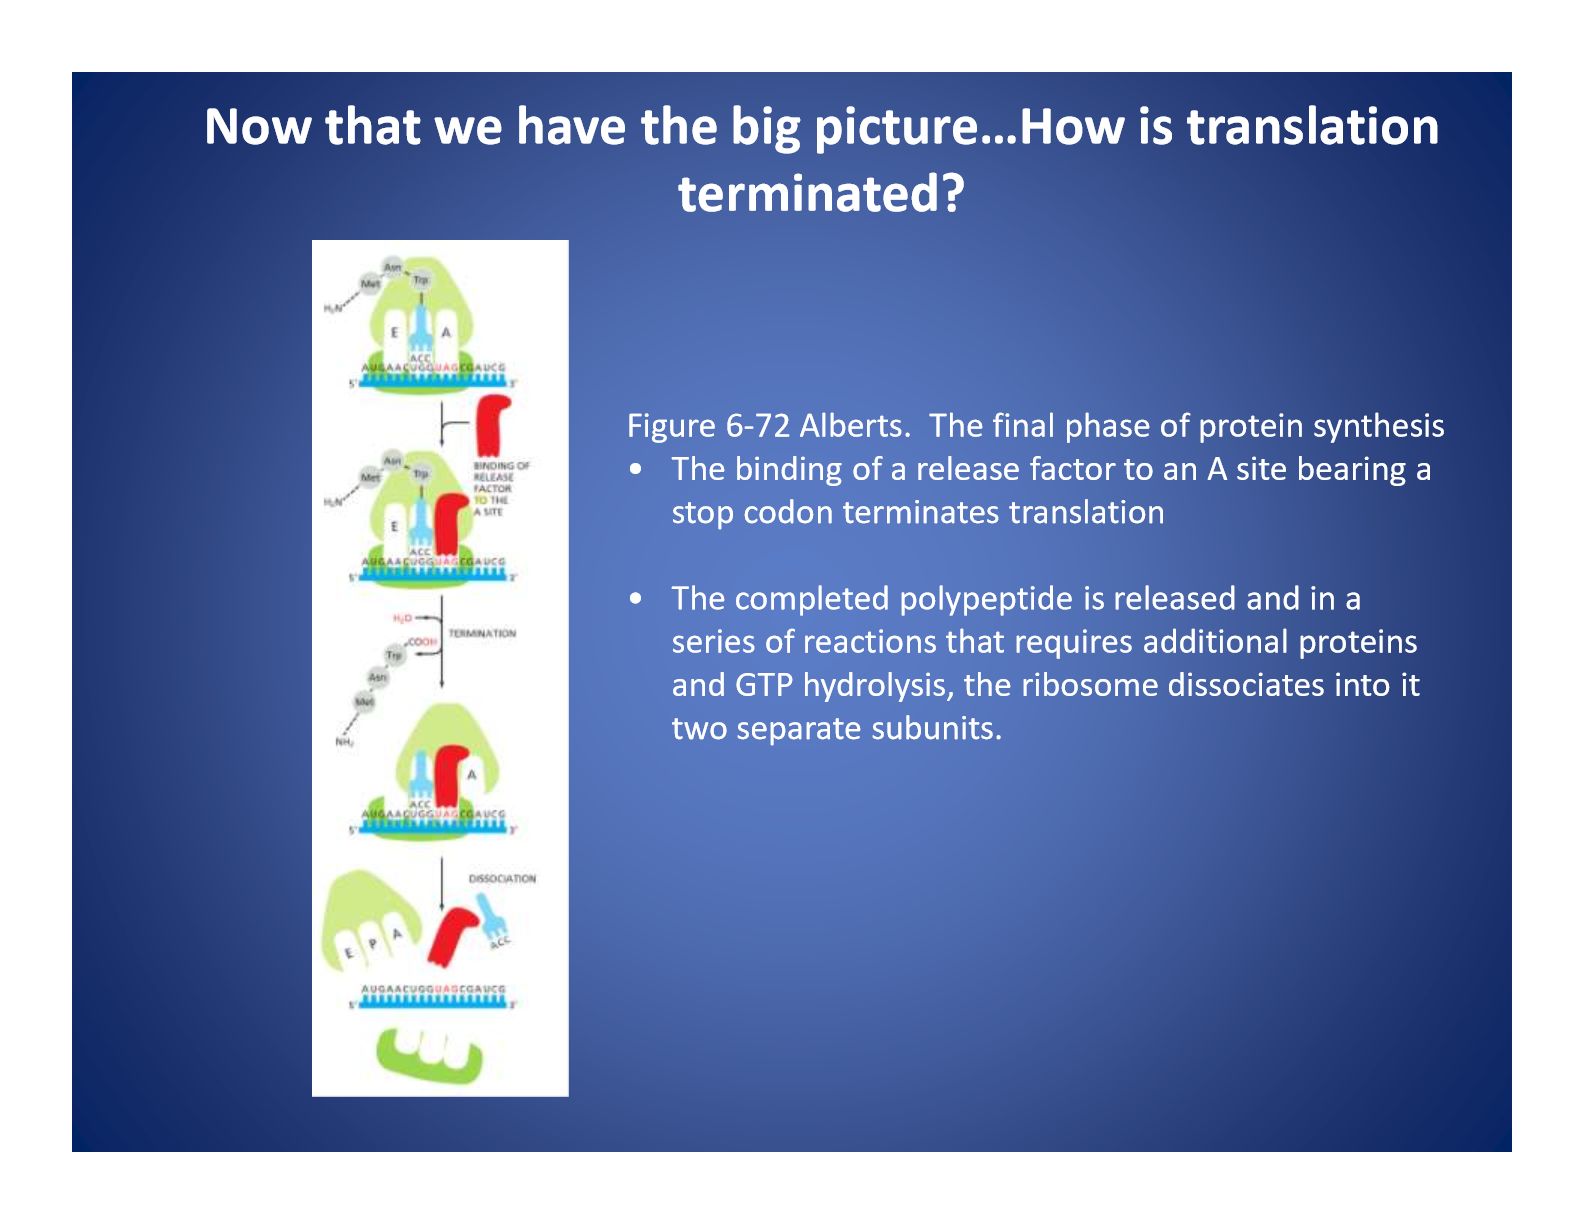 Now that we have the big picture…How is translation
terminated?
Asn
Met
Trp
H₂N
E
A
ACC
AUGAACUGGUAGCGAUCG
5'
3'
BINDING OF
RELEASE
FACTOR
TO THE
A SITE
Asn
Met
Trp
H₂N
E
ACC
AUGAACUGGUAGCGAUCG
5'
3'
H₂O
TERMINATION
COOH
Trp
Asn
Met
NH₂
A
ACC
AUGAACUGGUAGCGAUCG
5'
3'
DISSOCIATION
E P A
ACC
AUGAACUGGUAGCGAUCG
5'
3'
Figure 6-72 Alberts.  The final phase of protein synthesis
• The binding of a release factor to an A site bearing a
stop codon terminates translation
• The completed polypeptide is released and in a
series of reactions that requires additional proteins
and GTP hydrolysis, the ribosome dissociates into it
two separate subunits.